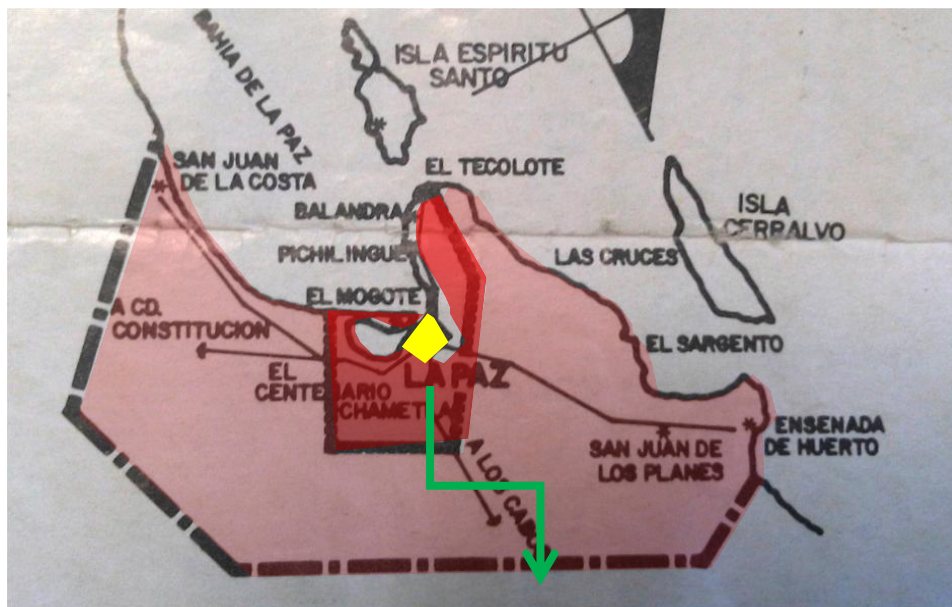 BAHIA DE LA PAZ
ISLA ESPIRITU
SANTO
EL TECOLOTE
SAN JUAN
DE LA COSTA
BALANDRA
ISLA
CERRALVO
PICHILINGUE
LAS CRUCES
EL MOGOTE
A CD.
CONSTITUCION
EL SARGENTO
EL
CENTENARIO
LA PAZ
CHAMETLA
ENSENADA
DE HUERTO
SAN JUAN DE
LOS PLANES
A LOS CABOS